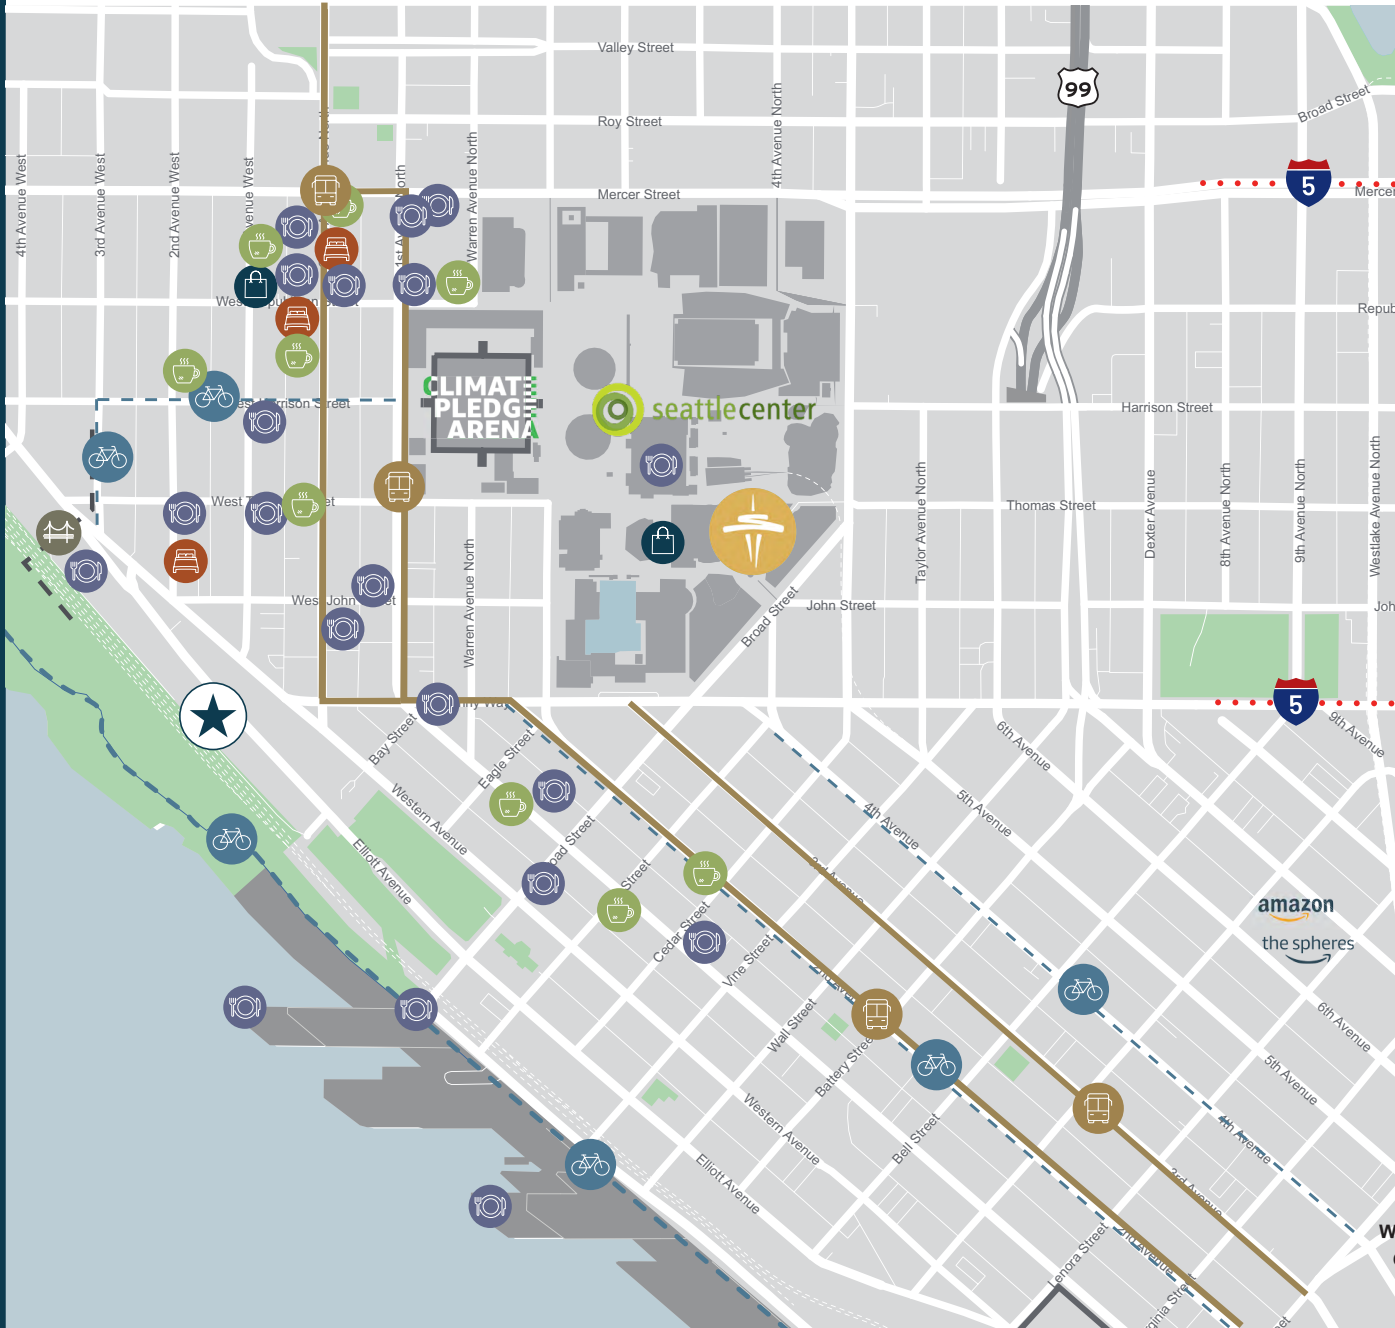 Valley Street
99
Broad Street
Roy Street
4th Avenue North
4th Avenue West
3rd Avenue West
2nd Avenue West
Warren Avenue North
Mercer Street
5
CLIMATE
PLEDGE
ARENA
seattlecenter
Harrison Street
Thomas Street
Taylor Avenue North
Dexter Avenue
8th Avenue North
9th Avenue North
Westlake Avenue North
Warren Avenue North
John Street
Broad Street
5
9th Avenue
6th Avenue
5th Avenue
4th Avenue
3rd Avenue
Bay Street
Eagle Street
Western Avenue
Elliott Avenue
Street
Cedar Street
Vine Street
Wall Street
Battery Street
Bell Street
amazon
the spheres
6th Avenue
5th Avenue
4th Avenue
3rd Avenue
2nd Avenue
Western Avenue
Elliott Avenue
Lenora Street